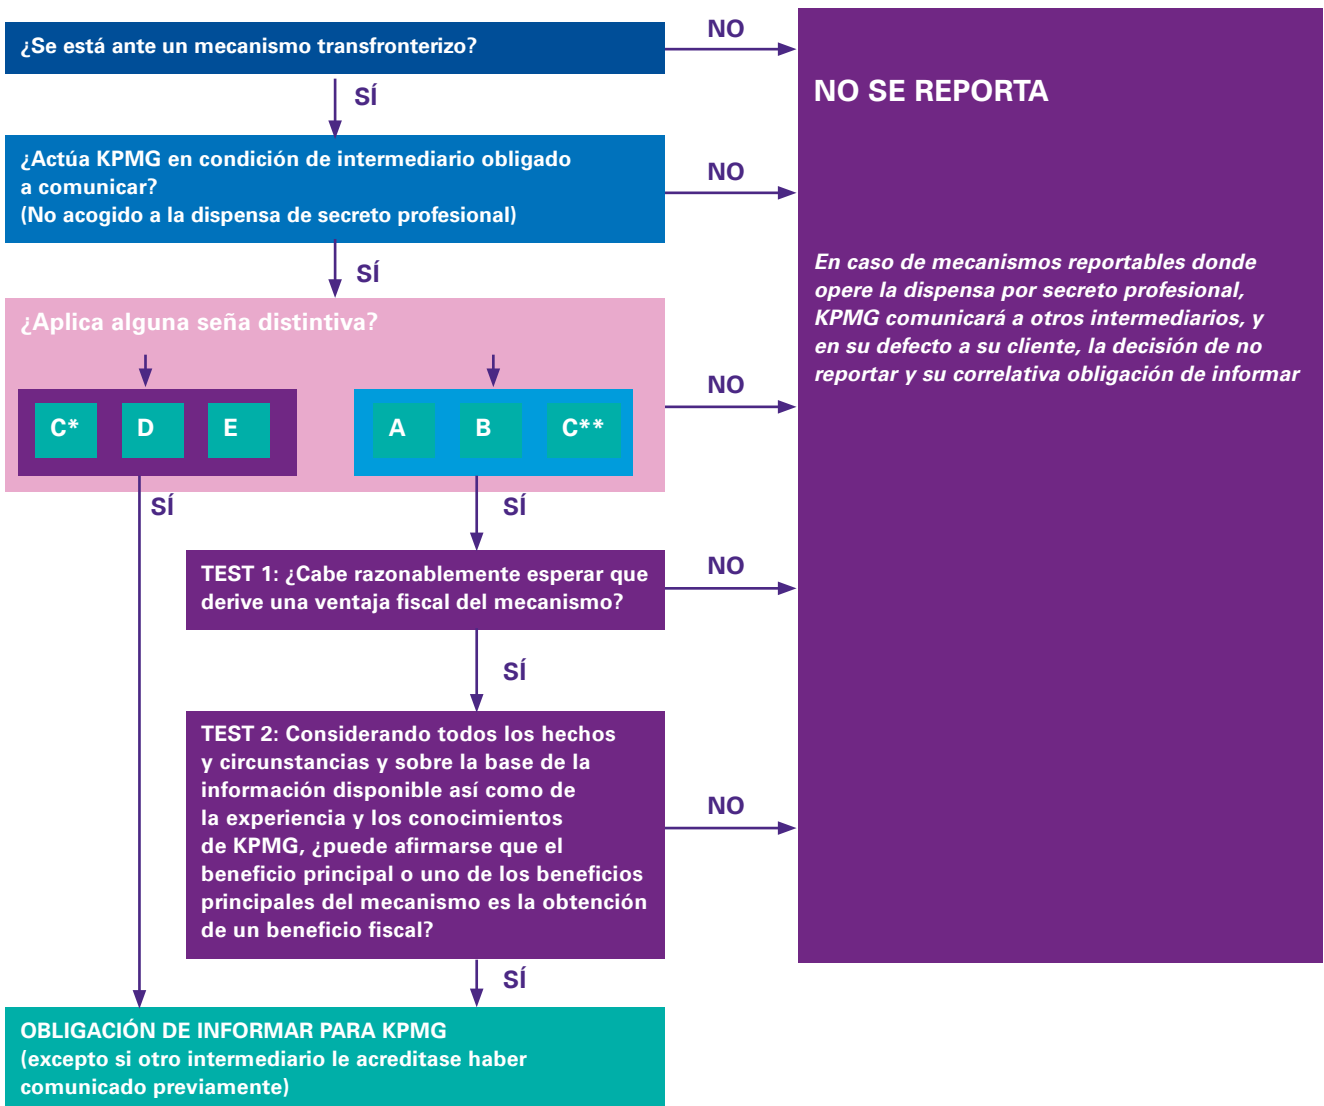 ¿Se está ante un mecanismo transfronterizo?
NO
SÍ
¿Actúa KPMG en condición de intermediario obligado
a comunicar?
(No acogido a la dispensa de secreto profesional)
NO
SÍ
¿Aplica alguna seña distintiva?
NO
C*
D
E
A
B
C**
SÍ
SÍ
TEST 1: ¿Cabe razonablemente esperar que
derive una ventaja fiscal del mecanismo?
NO
SÍ
TEST 2: Considerando todos los hechos
y circunstancias y sobre la base de la
información disponible así como de
la experiencia y los conocimientos
de KPMG, ¿puede afirmarse que el
beneficio principal o uno de los beneficios
principales del mecanismo es la obtención
de un beneficio fiscal?
NO
SÍ
OBLIGACIÓN DE INFORMAR PARA KPMG
(excepto si otro intermediario le acreditase haber
comunicado previamente)
NO SE REPORTA
En caso de mecanismos reportables donde
opere la dispensa por secreto profesional,
KPMG comunicará a otros intermediarios, y
en su defecto a su cliente, la decisión de no
reportar y su correlativa obligación de informar